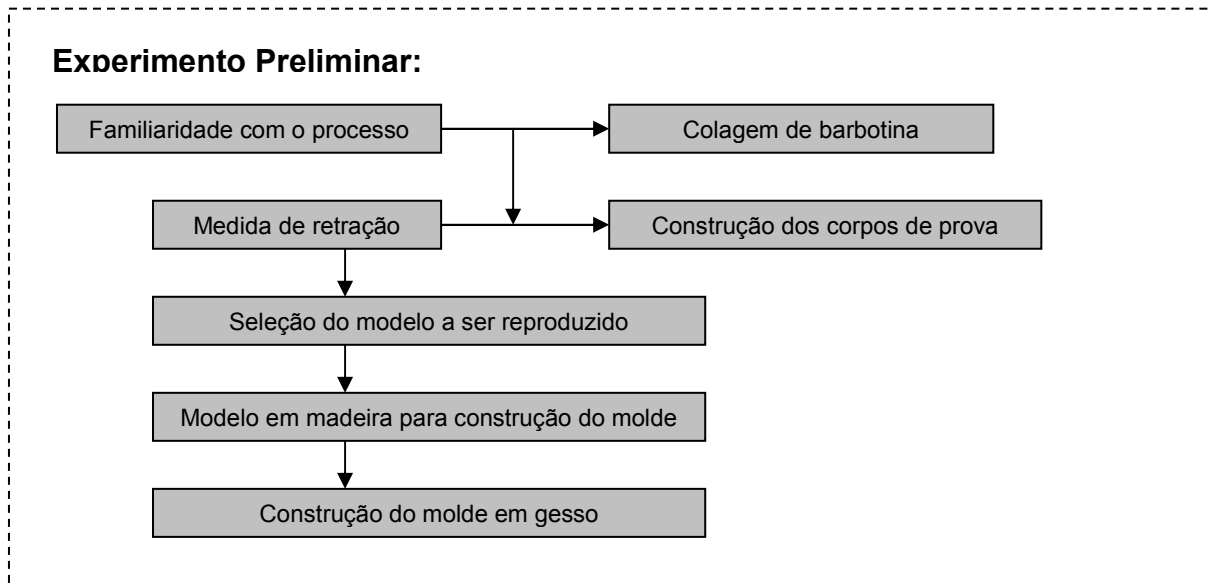 Experimento Preliminar:
Familiaridade com o processo
Colagem de barbotina
Medida de retração
Construção dos corpos de prova
Seleção do modelo a ser reproduzido
Modelo em madeira para construção do molde
Construção do molde em gesso